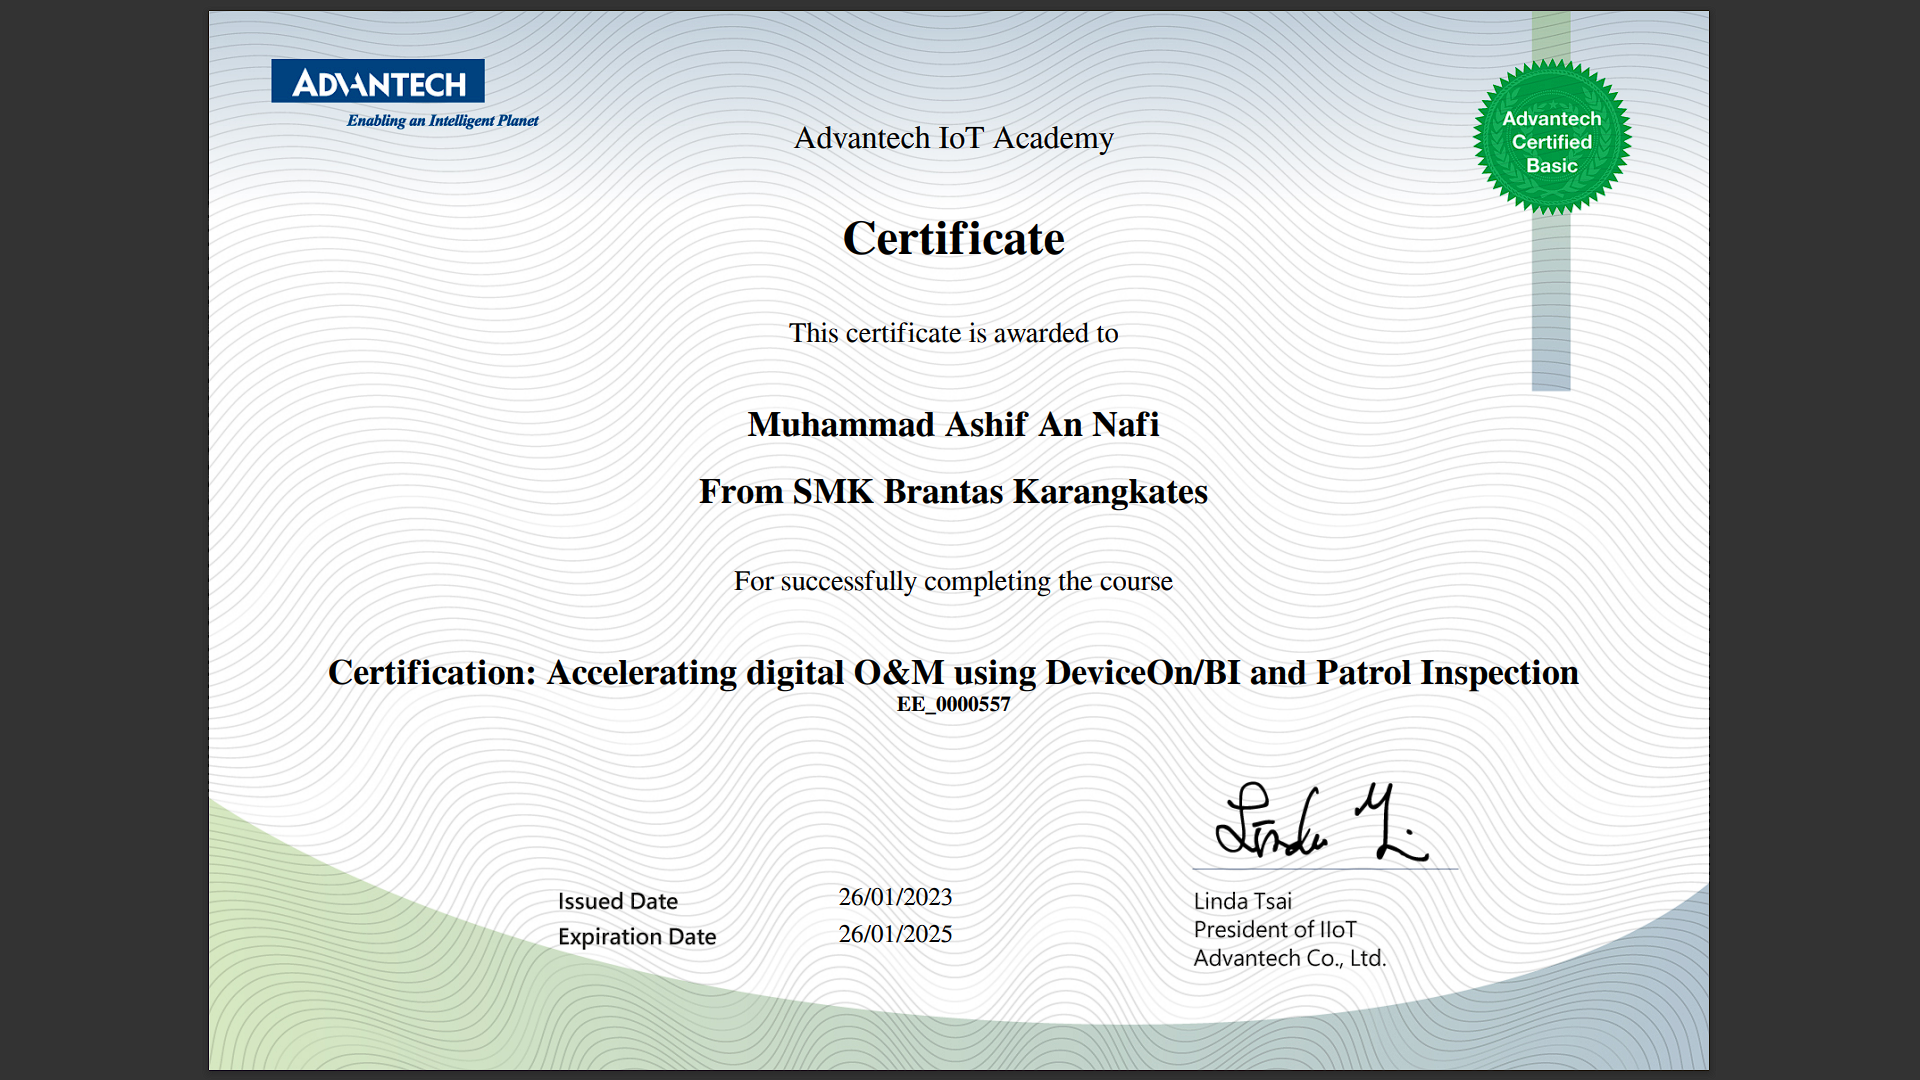 ADVANTECH
Enabling an Intelligent Planet
Advantech IoT Academy
Advantech
Certified
Basic
Certificate
This certificate is awarded to
Muhammad Ashif An Nafi
From SMK Brantas Karangkates
For successfully completing the course
Certification: Accelerating digital O&M using DeviceOn/BI and Patrol Inspection
EE_0000557
Issued Date 26/01/2023
Expiration Date 26/01/2025
Linda Tsai
President of IIoT
Advantech Co., Ltd.